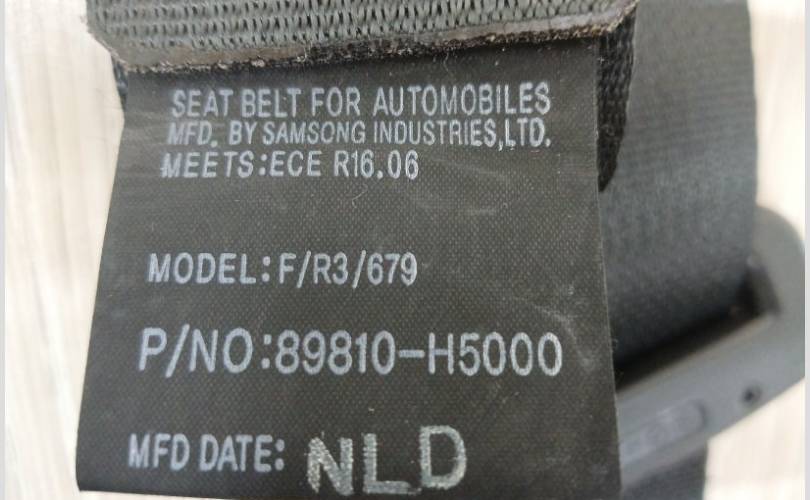 SEAT BELT FOR AUTOMOBILES
MFD. BY SAMSONG INDUSTRIES,LTD.
MEETS:ECE R16.06
MODEL:F/R3/679
P/NO:89810-H5000
MFD DATE: NLD